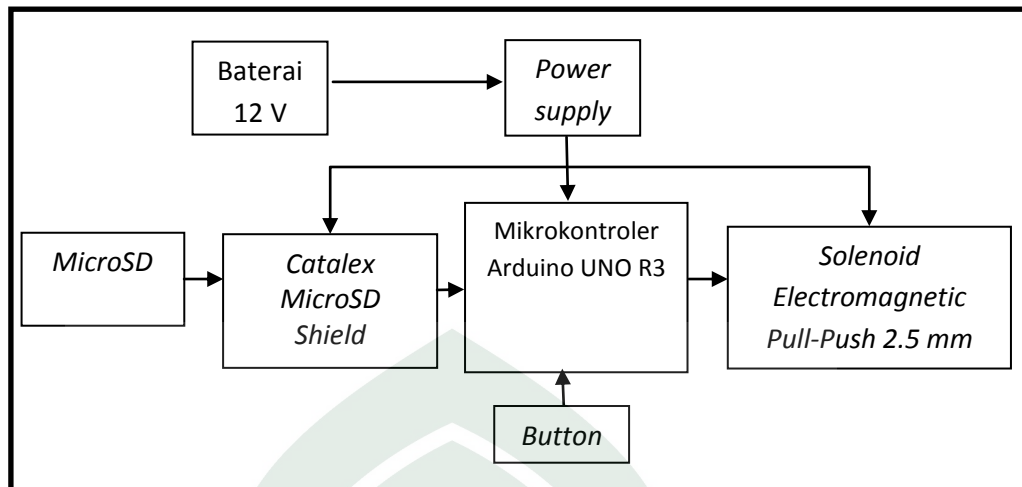 Baterai
12 V
Power
supply
MicroSD
Catalex
MicroSD
Shield
Mikrokontroler
Arduino UNO R3
Solenoid
Electromagnetic
Pull-Push 2.5 mm
Button